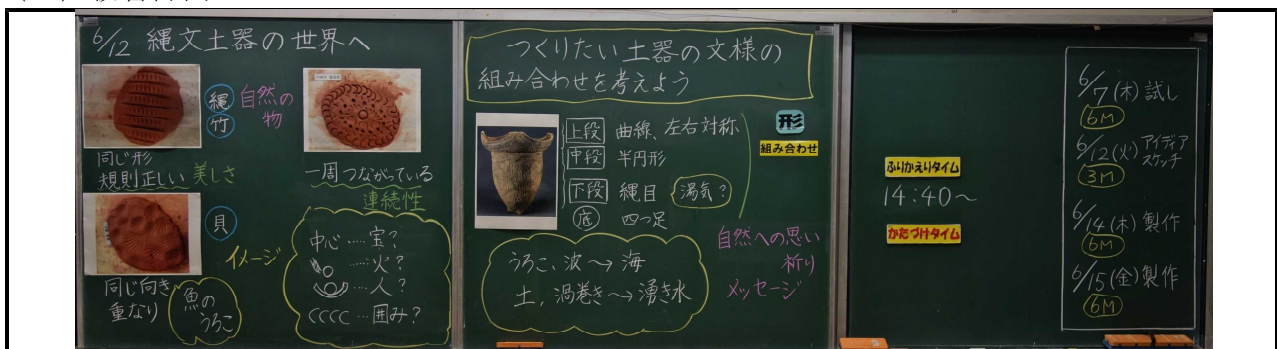 6/12 縄文土器の世界へ
縄
竹
自然の
物
同じ形
規則正しい 美しさ
一周つながっている
連続性
貝
イメージ
同じ向き
重なり
魚の
うろこ
中心……宝?
…火?
…人?
((((…囲み?
つくりたい土器の文様の
組み合わせを考えよう
上段 曲線、左右対称
中段 半円形
下段 縄目 湯気?
底 四つ足
形
組み合わせ
うろこ、波→海
土、渦巻き→湧き水
自然への思い
祈り
メッセージ
ふりかえりタイム
14:40~
かたづけタイム
6/7(木)試し
6M
6/12(火)アイディア
スケッチ
3M
6/14(木)製作
6M
6/15(金)製作
6M